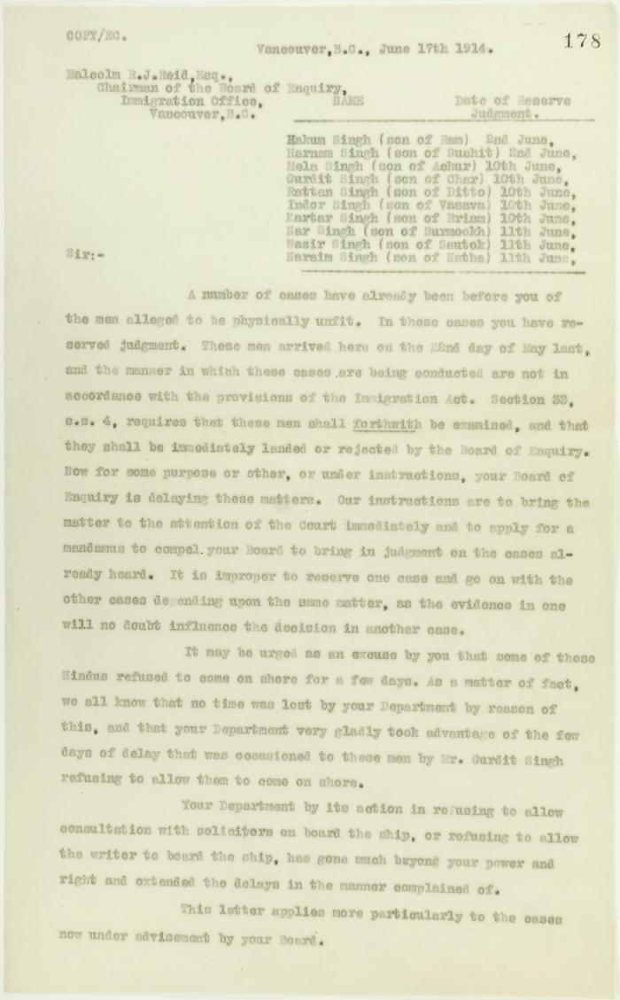 COPY/EC.
178
Vancouver,B.C., June 17th 1914.
Malcolm R.J.Reid,Esq.,
Chairman of the Board of Enquiry,
Immigration Office,
Vancouver,B.C.
NAME Date of Reserve
Judgment.
Hakum Singh (son of Ram) 2nd June,
Harnam Singh (son of Suchit) 2nd June,
Mela Singh (son of Achur) 10th June,
Gurdit Singh (son of Char) 10th June,
Rattan Singh (son of Ditto) 10th June,
Inder Singh (son of Vasava) 10th June,
Kartar Singh (son of Briam) 10th June,
Nar Singh (son of Surmookh) 11th June,
Wasir Singh (son of Santok) 11th June,
Naraim Singh (son of Natha) 11th June,
Sir:-
A number of cases have already been before you of
the men alleged to be physically unfit. In these cases you have re-
served judgment. These men arrived here on the 22nd day of May last,
and the manner in which these cases are being conducted are not in
accordance with the provisions of the Immigration Act. Section 33,
s.s. 4, requires that these men shall forthwith be examined, and that
they shall be immediately landed or rejected by the Board of Enquiry.
Now for some purpose or other, or under instructions, your Board of
Enquiry is delaying these matters. Our instructions are to bring the
matter to the attention of the Court immediately and to apply for a
mandamus to compel your Board to bring in judgment on the cases al-
ready heard. It is improper to reserve one case and go on with the
other cases depending upon the same matter, as the evidence in one
will no doubt influence the decision in another case.
It may be urged as an excuse by you that some of these
Hindus refused to come on shore for a few days. As a matter of fact,
we all know that no time was lost by your Department by reason of
this, and that your Department very gladly took advantage of the few
days of delay that was occasioned to these men by Mr. Gurdit Singh
refusing to allow them to come on shore.
Your Department by its action in refusing to allow
consultation with solicitors on board the ship, or refusing to allow
the writer to board the ship, has gone much beyond your power and
right and extended the delays in the manner complained of.
This letter applies more particularly to the cases
now under advisement by your Board.